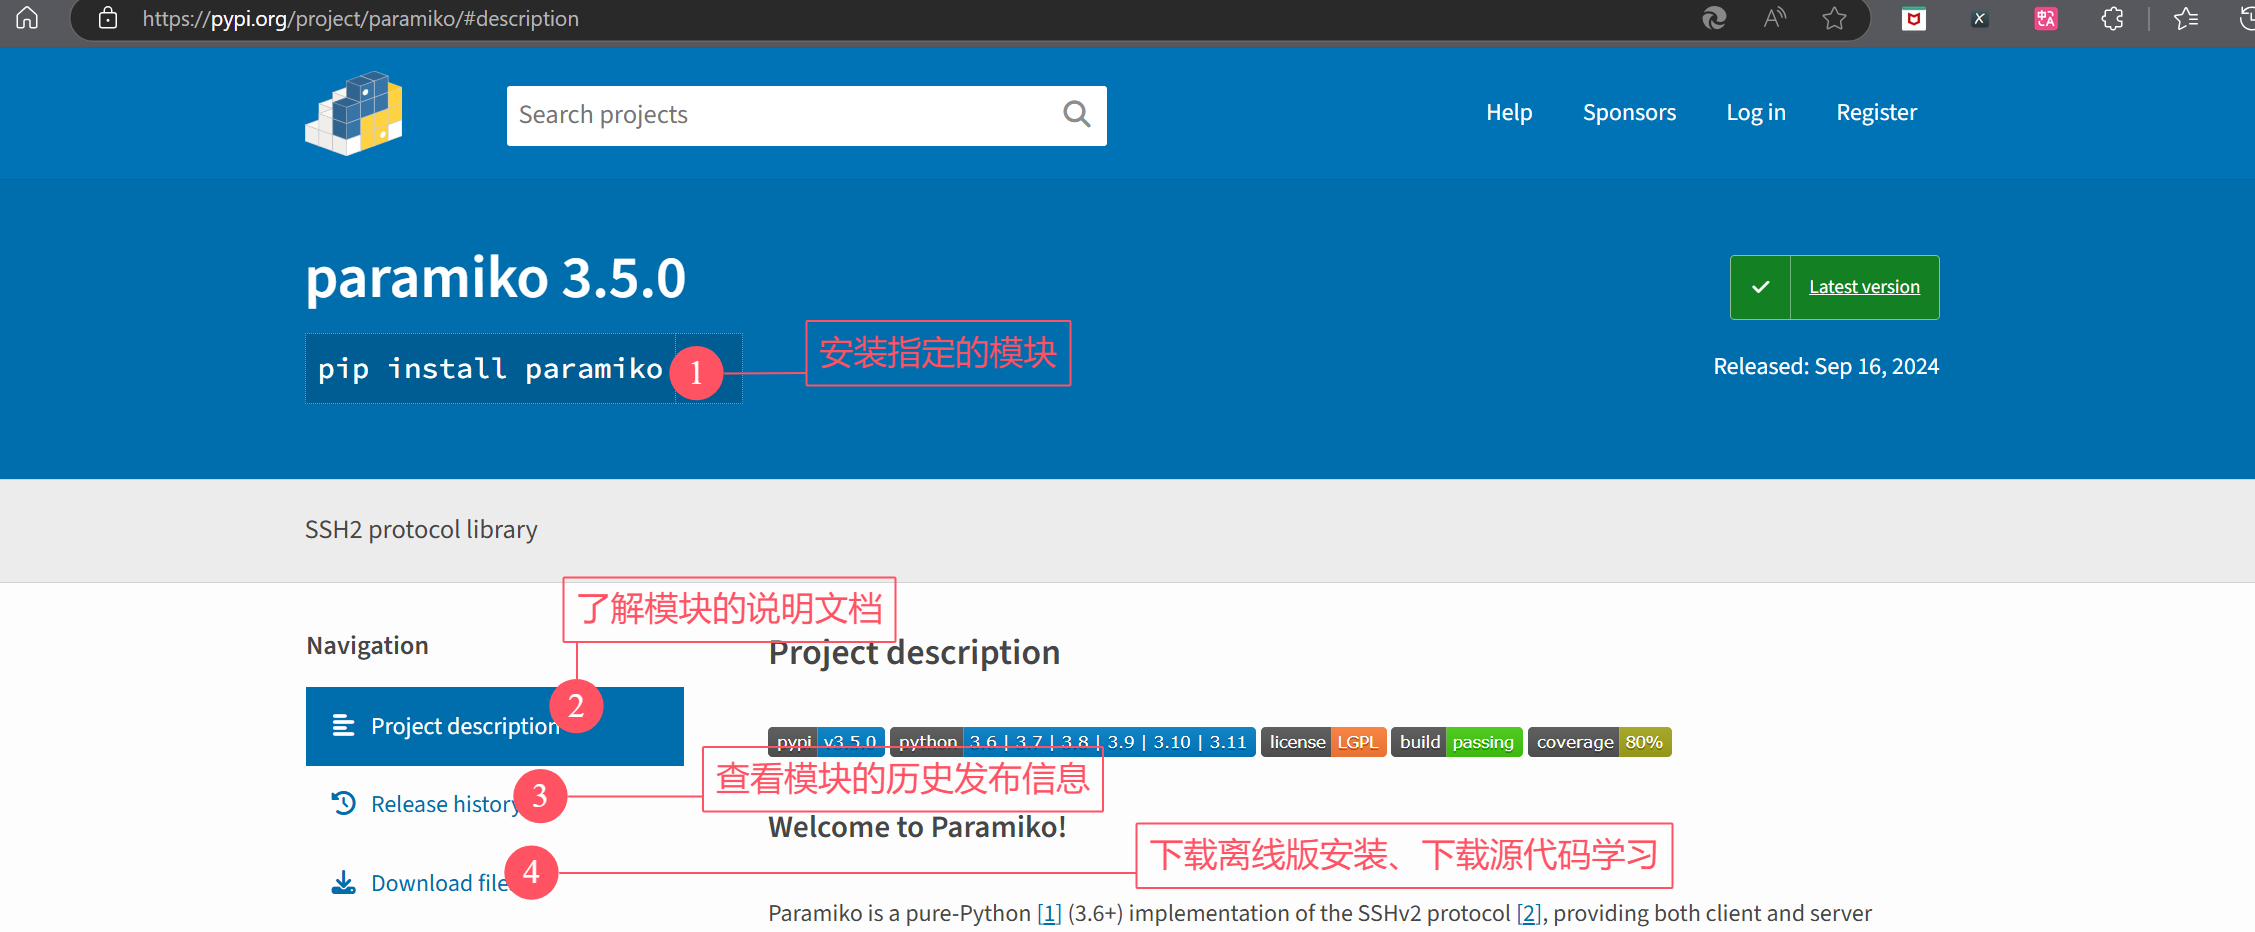 https://pypi.org/project/paramiko/#description
Search projects
Help Sponsors Log in Register
paramiko 3.5.0
Latest version
pip install paramiko
1
安装指定的模块
Released: Sep 16, 2024
SSH2 protocol library
了解模块的说明文档
Navigation
Project description
2
Project description
pypi v3.5.0 python 3.6 | 3.7 | 3.8 | 3.9 | 3.10 | 3.11 license LGPL build passing coverage 80%
查看模块的历史发布信息
Release history
3
Welcome to Paramiko!
下载离线版安装、下载源代码学习
Download file
4
Paramiko is a pure-Python [1] (3.6+) implementation of the SSHv2 protocol [2], providing both client and server